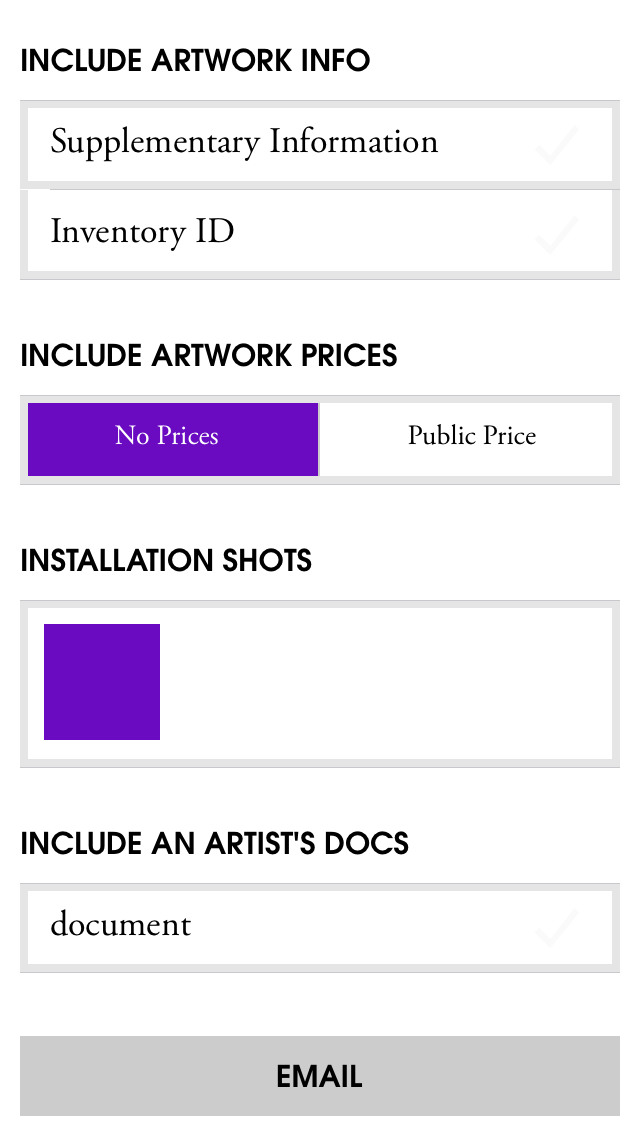 INCLUDE ARTWORK INFO
Supplementary Information
Inventory ID
INCLUDE ARTWORK PRICES
No Prices
Public Price
INSTALLATION SHOTS
INCLUDE AN ARTIST'S DOCS
document
EMAIL